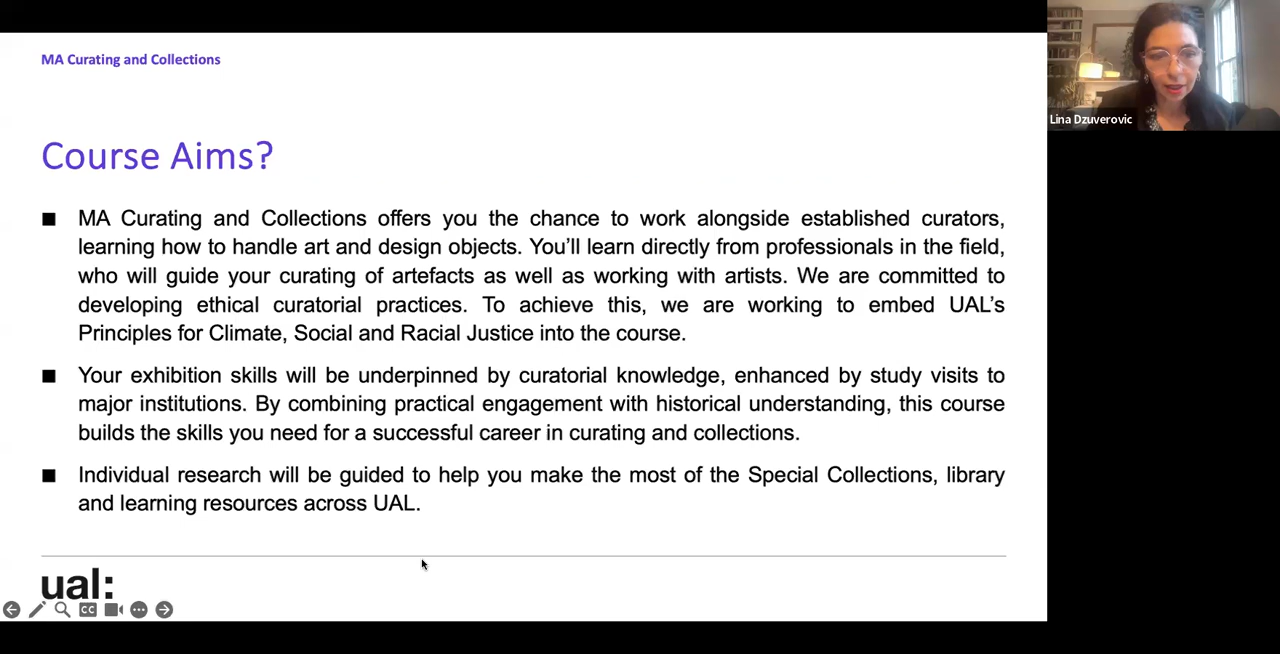 MA Curating and Collections
Lina Dzuverovic
Course Aims?
MA Curating and Collections offers you the chance to work alongside established curators,
learning how to handle art and design objects. You’ll learn directly from professionals in the field,
who will guide your curating of artefacts as well as working with artists. We are committed to
developing ethical curatorial practices. To achieve this, we are working to embed UAL’s
Principles for Climate, Social and Racial Justice into the course.
Your exhibition skills will be underpinned by curatorial knowledge, enhanced by study visits to
major institutions. By combining practical engagement with historical understanding, this course
builds the skills you need for a successful career in curating and collections.
Individual research will be guided to help you make the most of the Special Collections, library
and learning resources across UAL.
ual:
CC